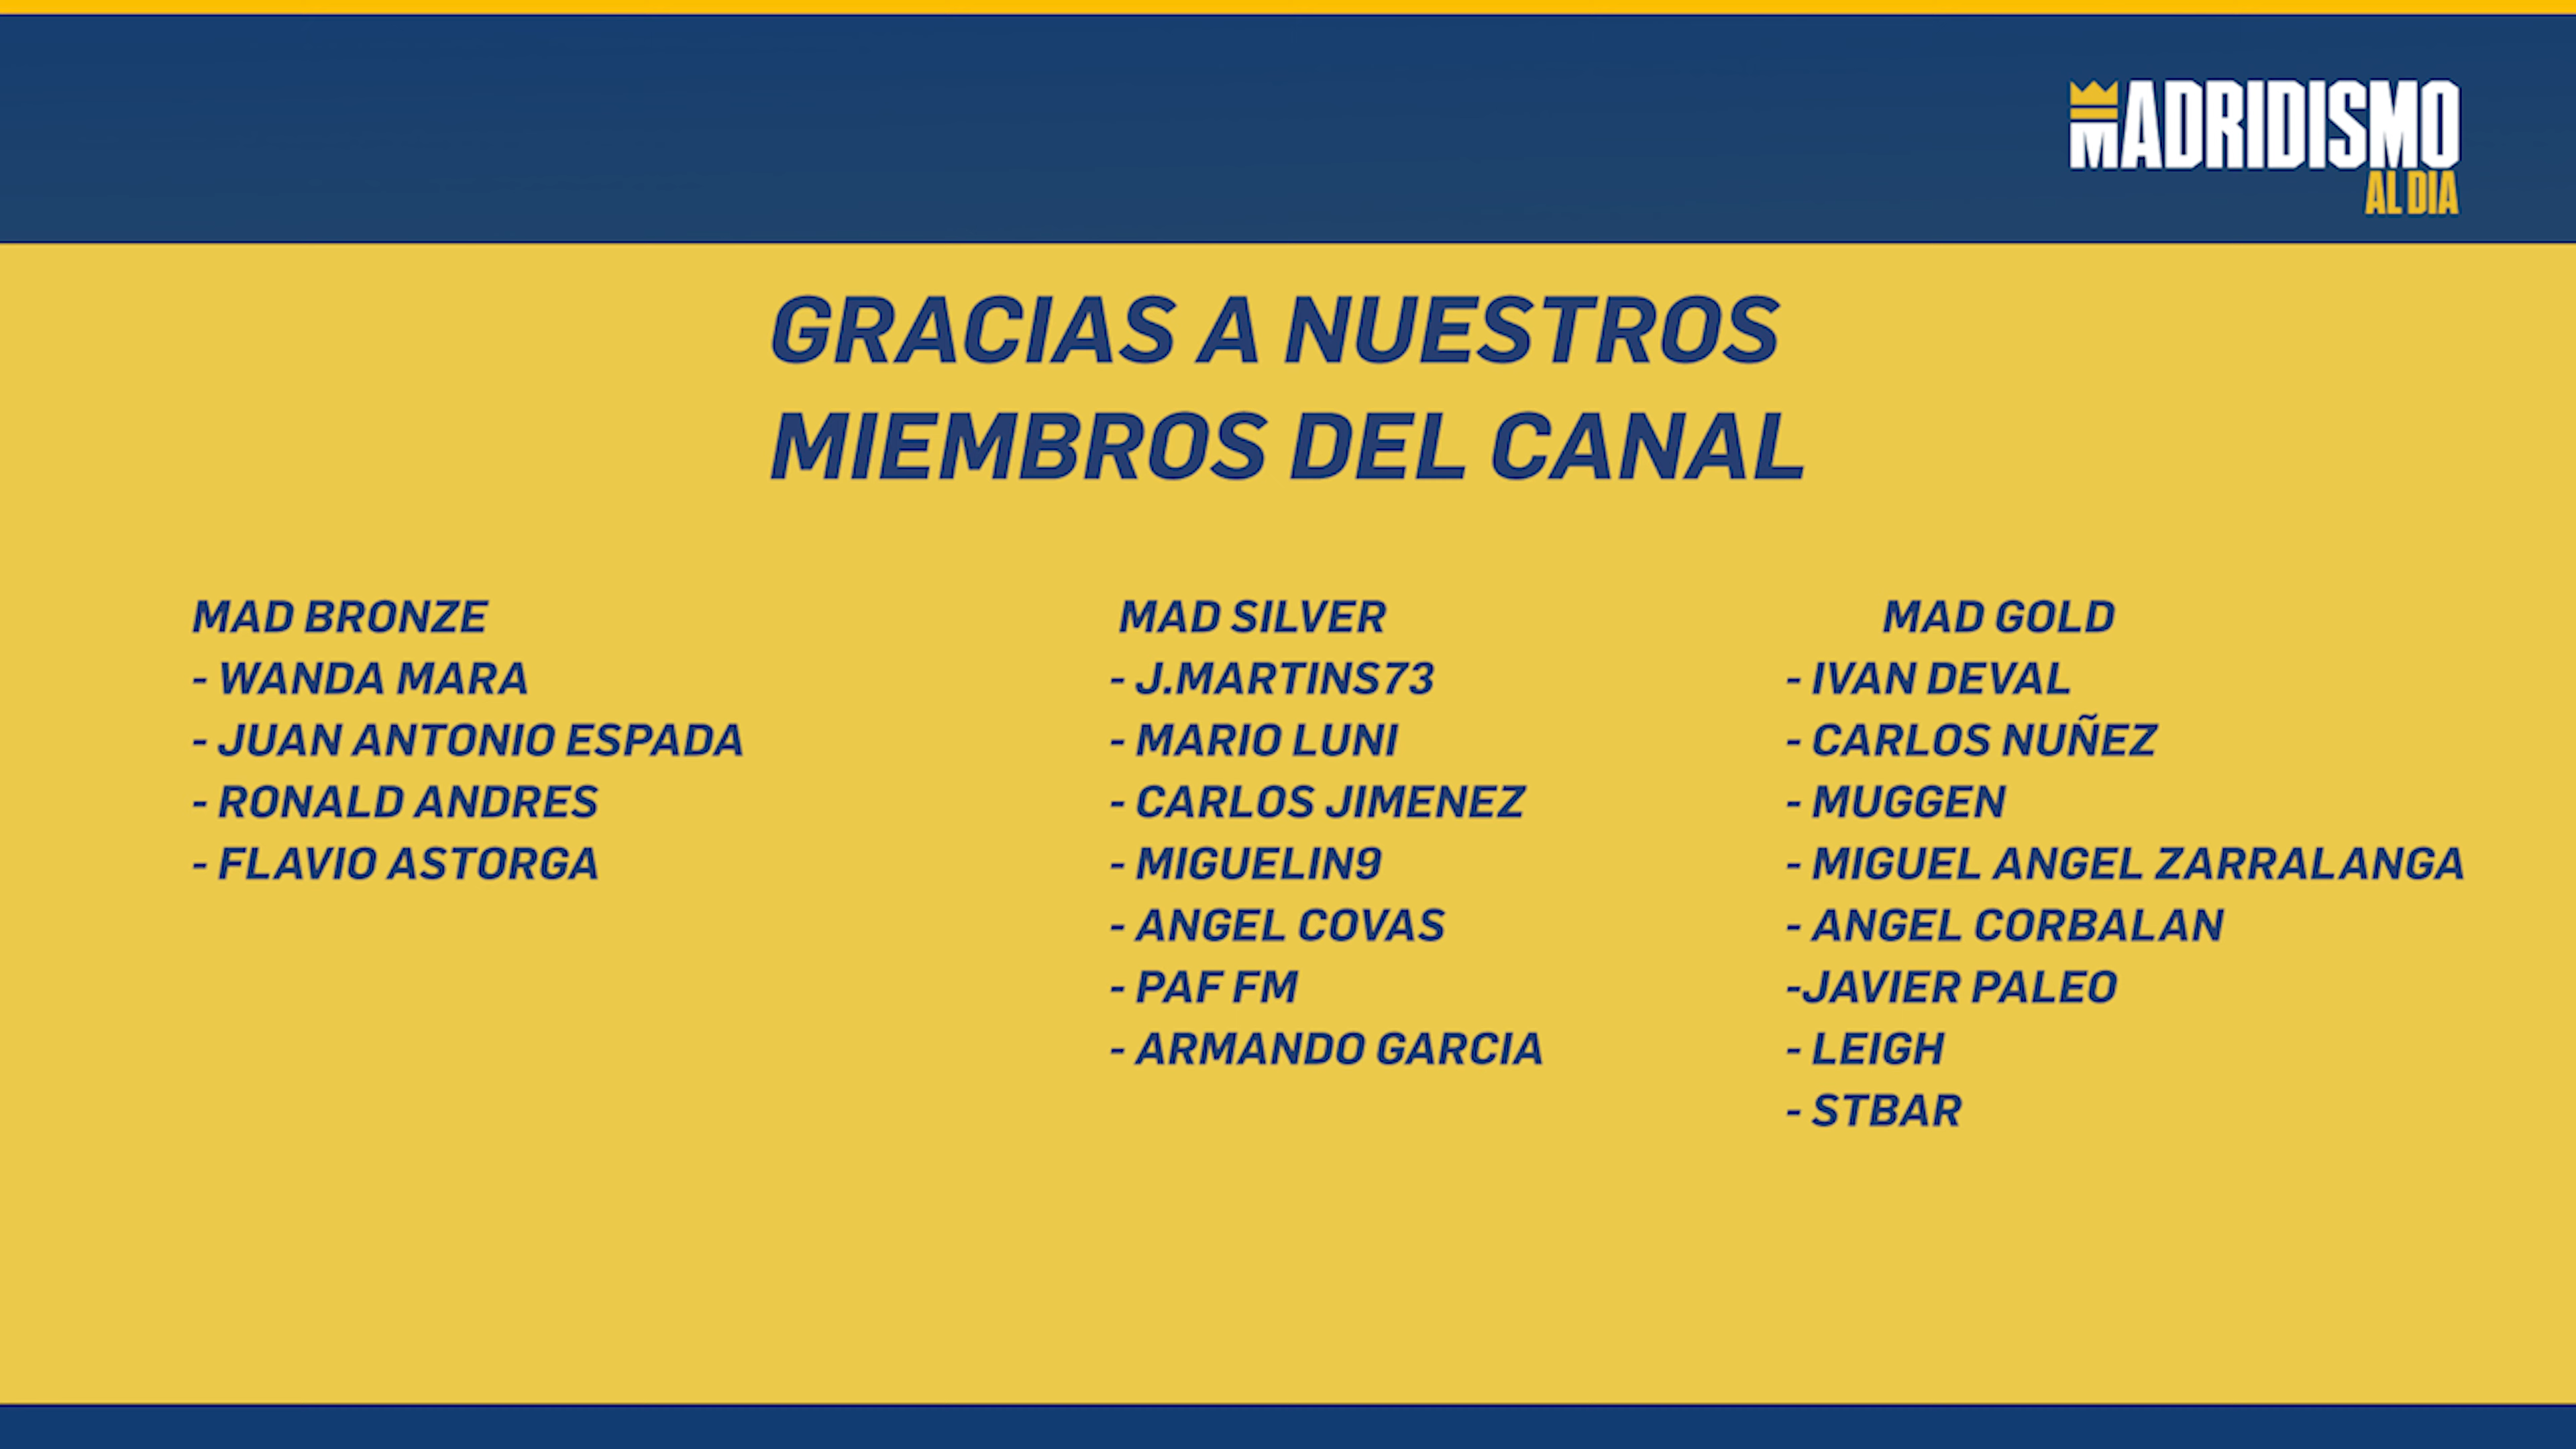 MADRIDISMO
AL DIA
GRACIAS A NUESTROS
MIEMBROS DEL CANAL
MAD BRONZE
- WANDA MARA
- JUAN ANTONIO ESPADA
- RONALD ANDRES
- FLAVIO ASTORGA
MAD SILVER
- J.MARTINS73
- MARIO LUNI
- CARLOS JIMENEZ
- MIGUELIN9
- ANGEL COVAS
- PAF FM
- ARMANDO GARCIA
MAD GOLD
- IVAN DEVAL
- CARLOS NUÑEZ
- MUGGEN
- MIGUEL ANGEL ZARRALANGA
- ANGEL CORBALAN
-JAVIER PALEO
- LEIGH
- STBAR